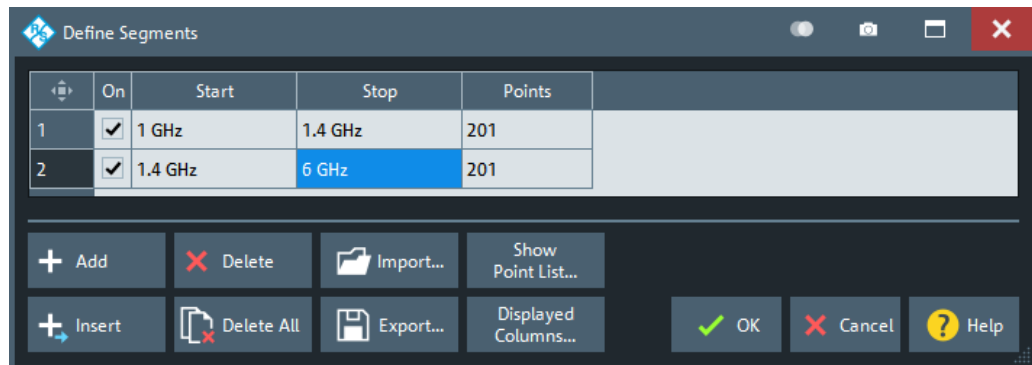 R&S Define Segments
On Start Stop Points
1 1 GHz 1.4 GHz 201
2 1.4 GHz 6 GHz 201
Add Delete Import... Show
Point List...
Insert Delete All Export... Displayed
Columns... OK Cancel ? Help